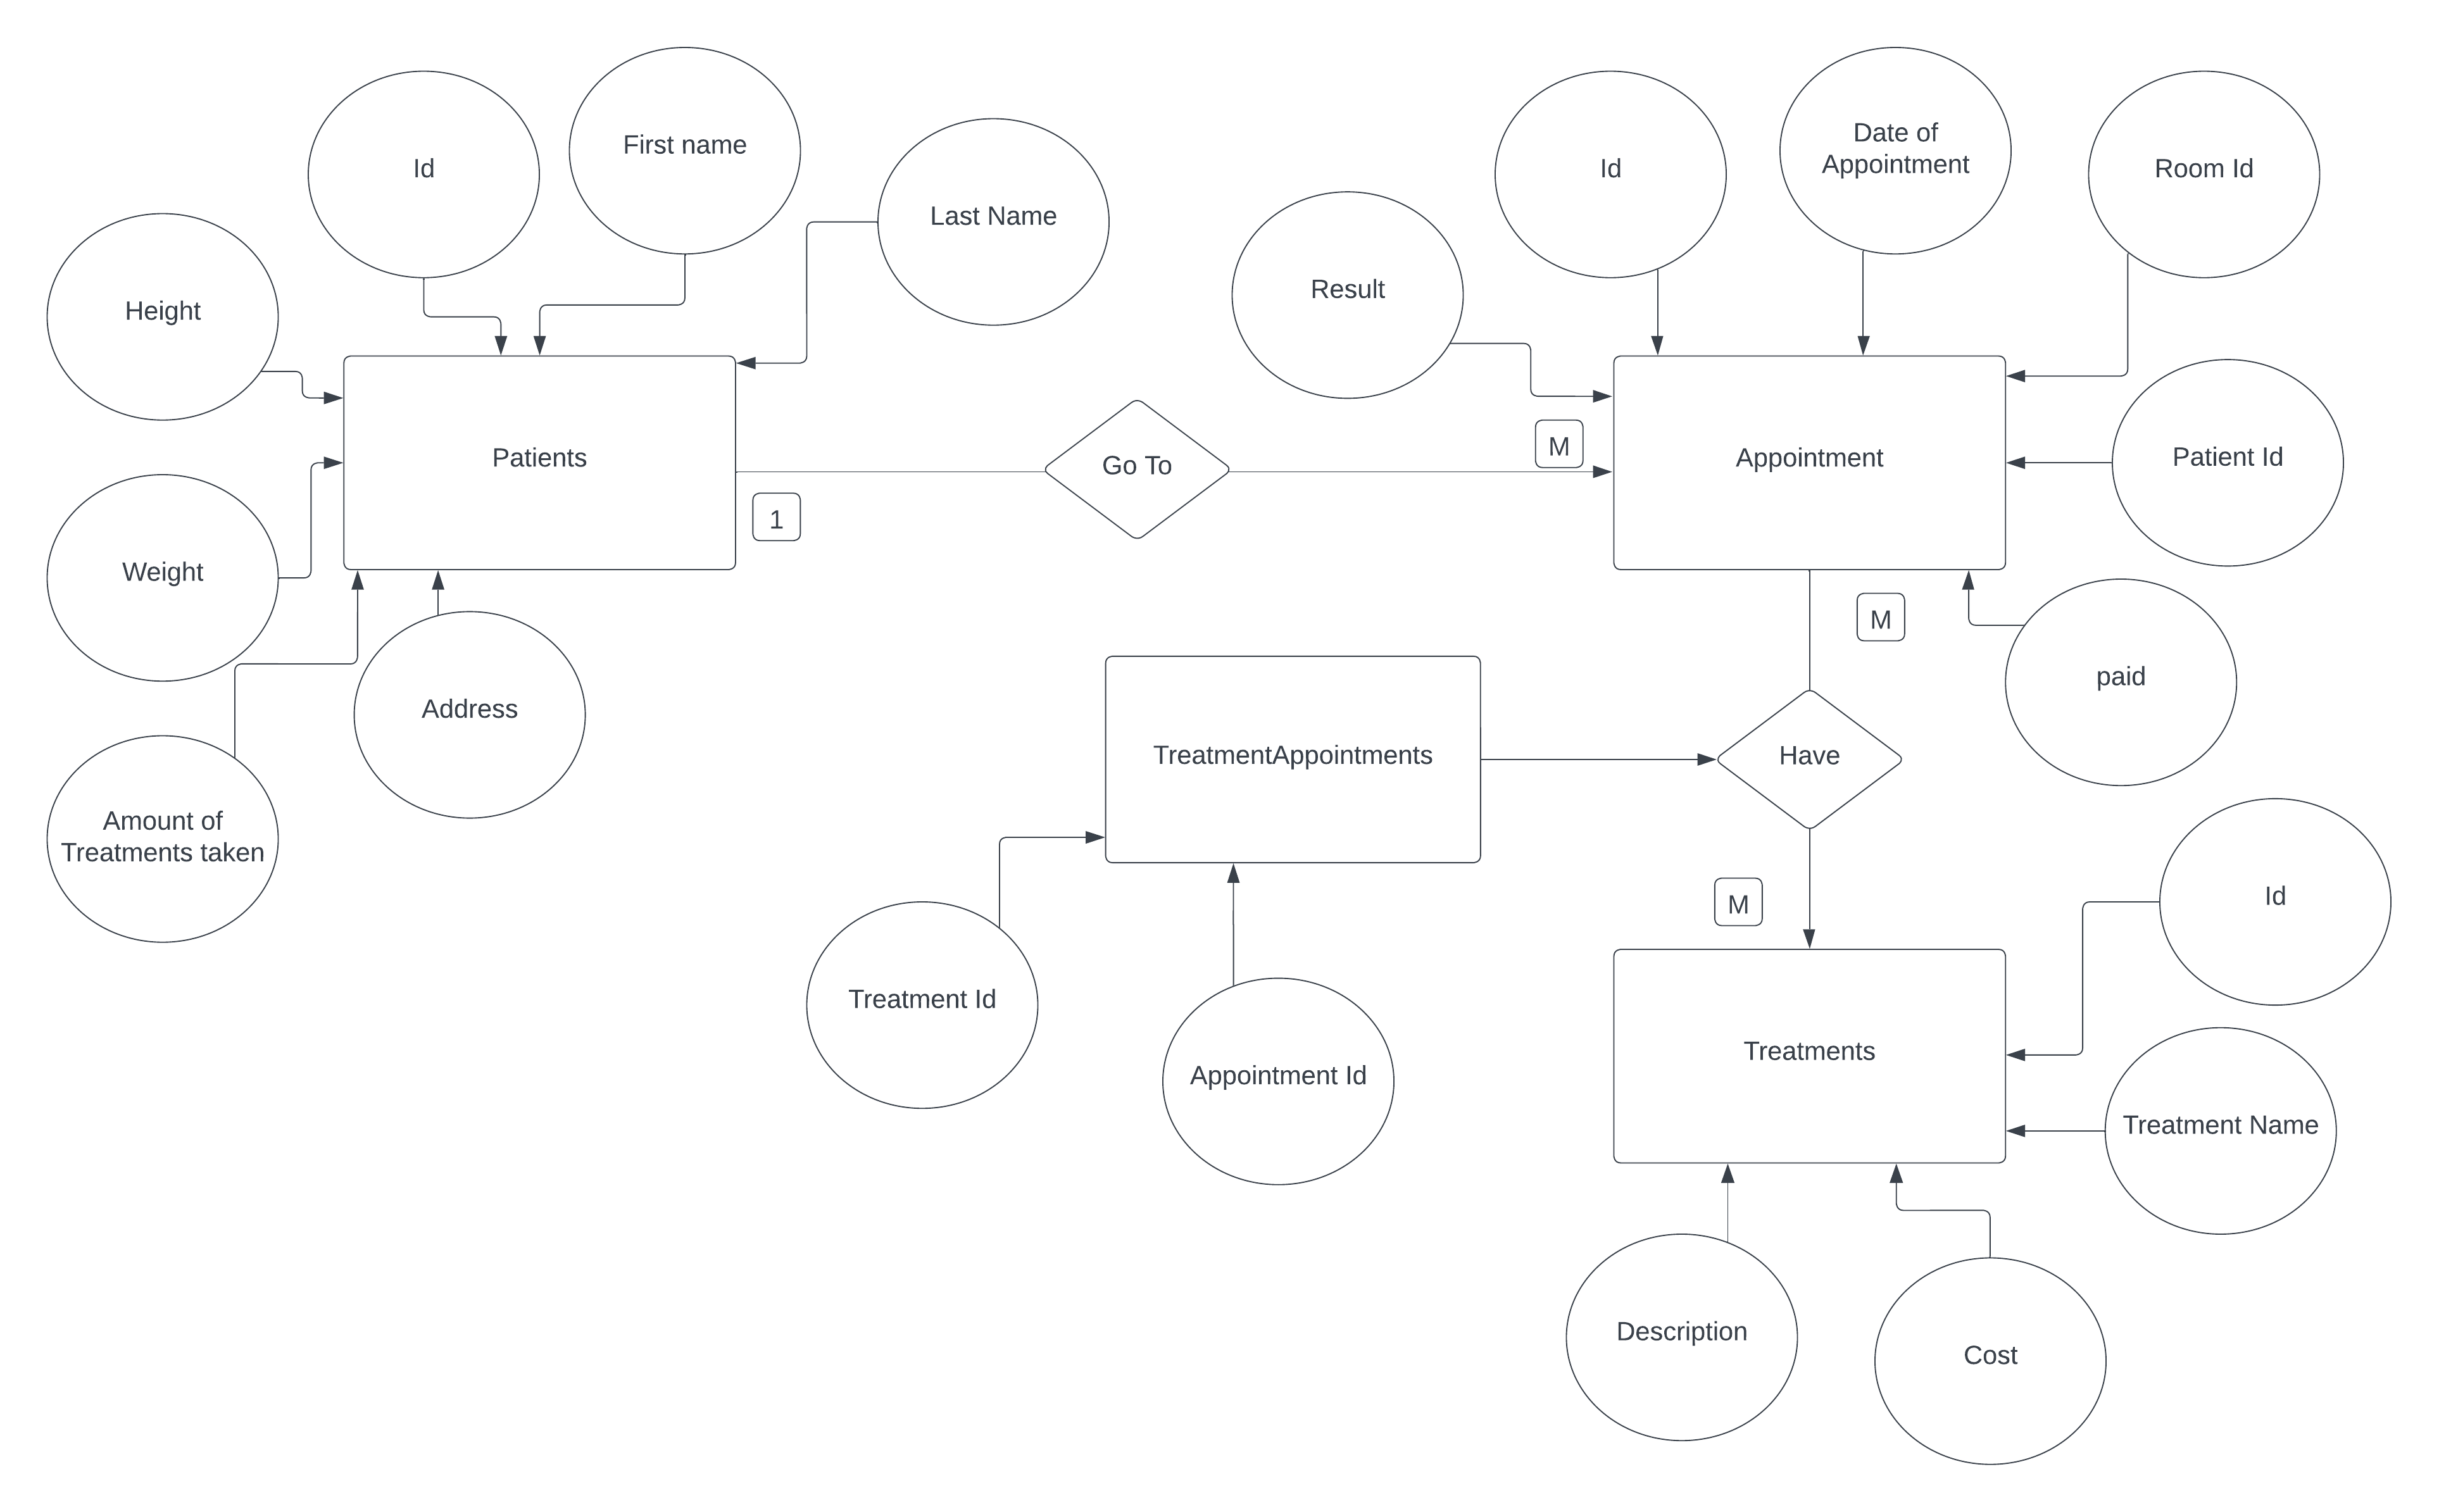 Id
First name
Last Name
Height
Weight
Address
Amount of
Treatments taken
Patients
1
Go To
M
Result
Id
Date of
Appointment
Room Id
Patient Id
paid
Appointment
M
Have
TreatmentAppointments
Treatment Id
Appointment Id
M
Treatments
Id
Treatment Name
Description
Cost